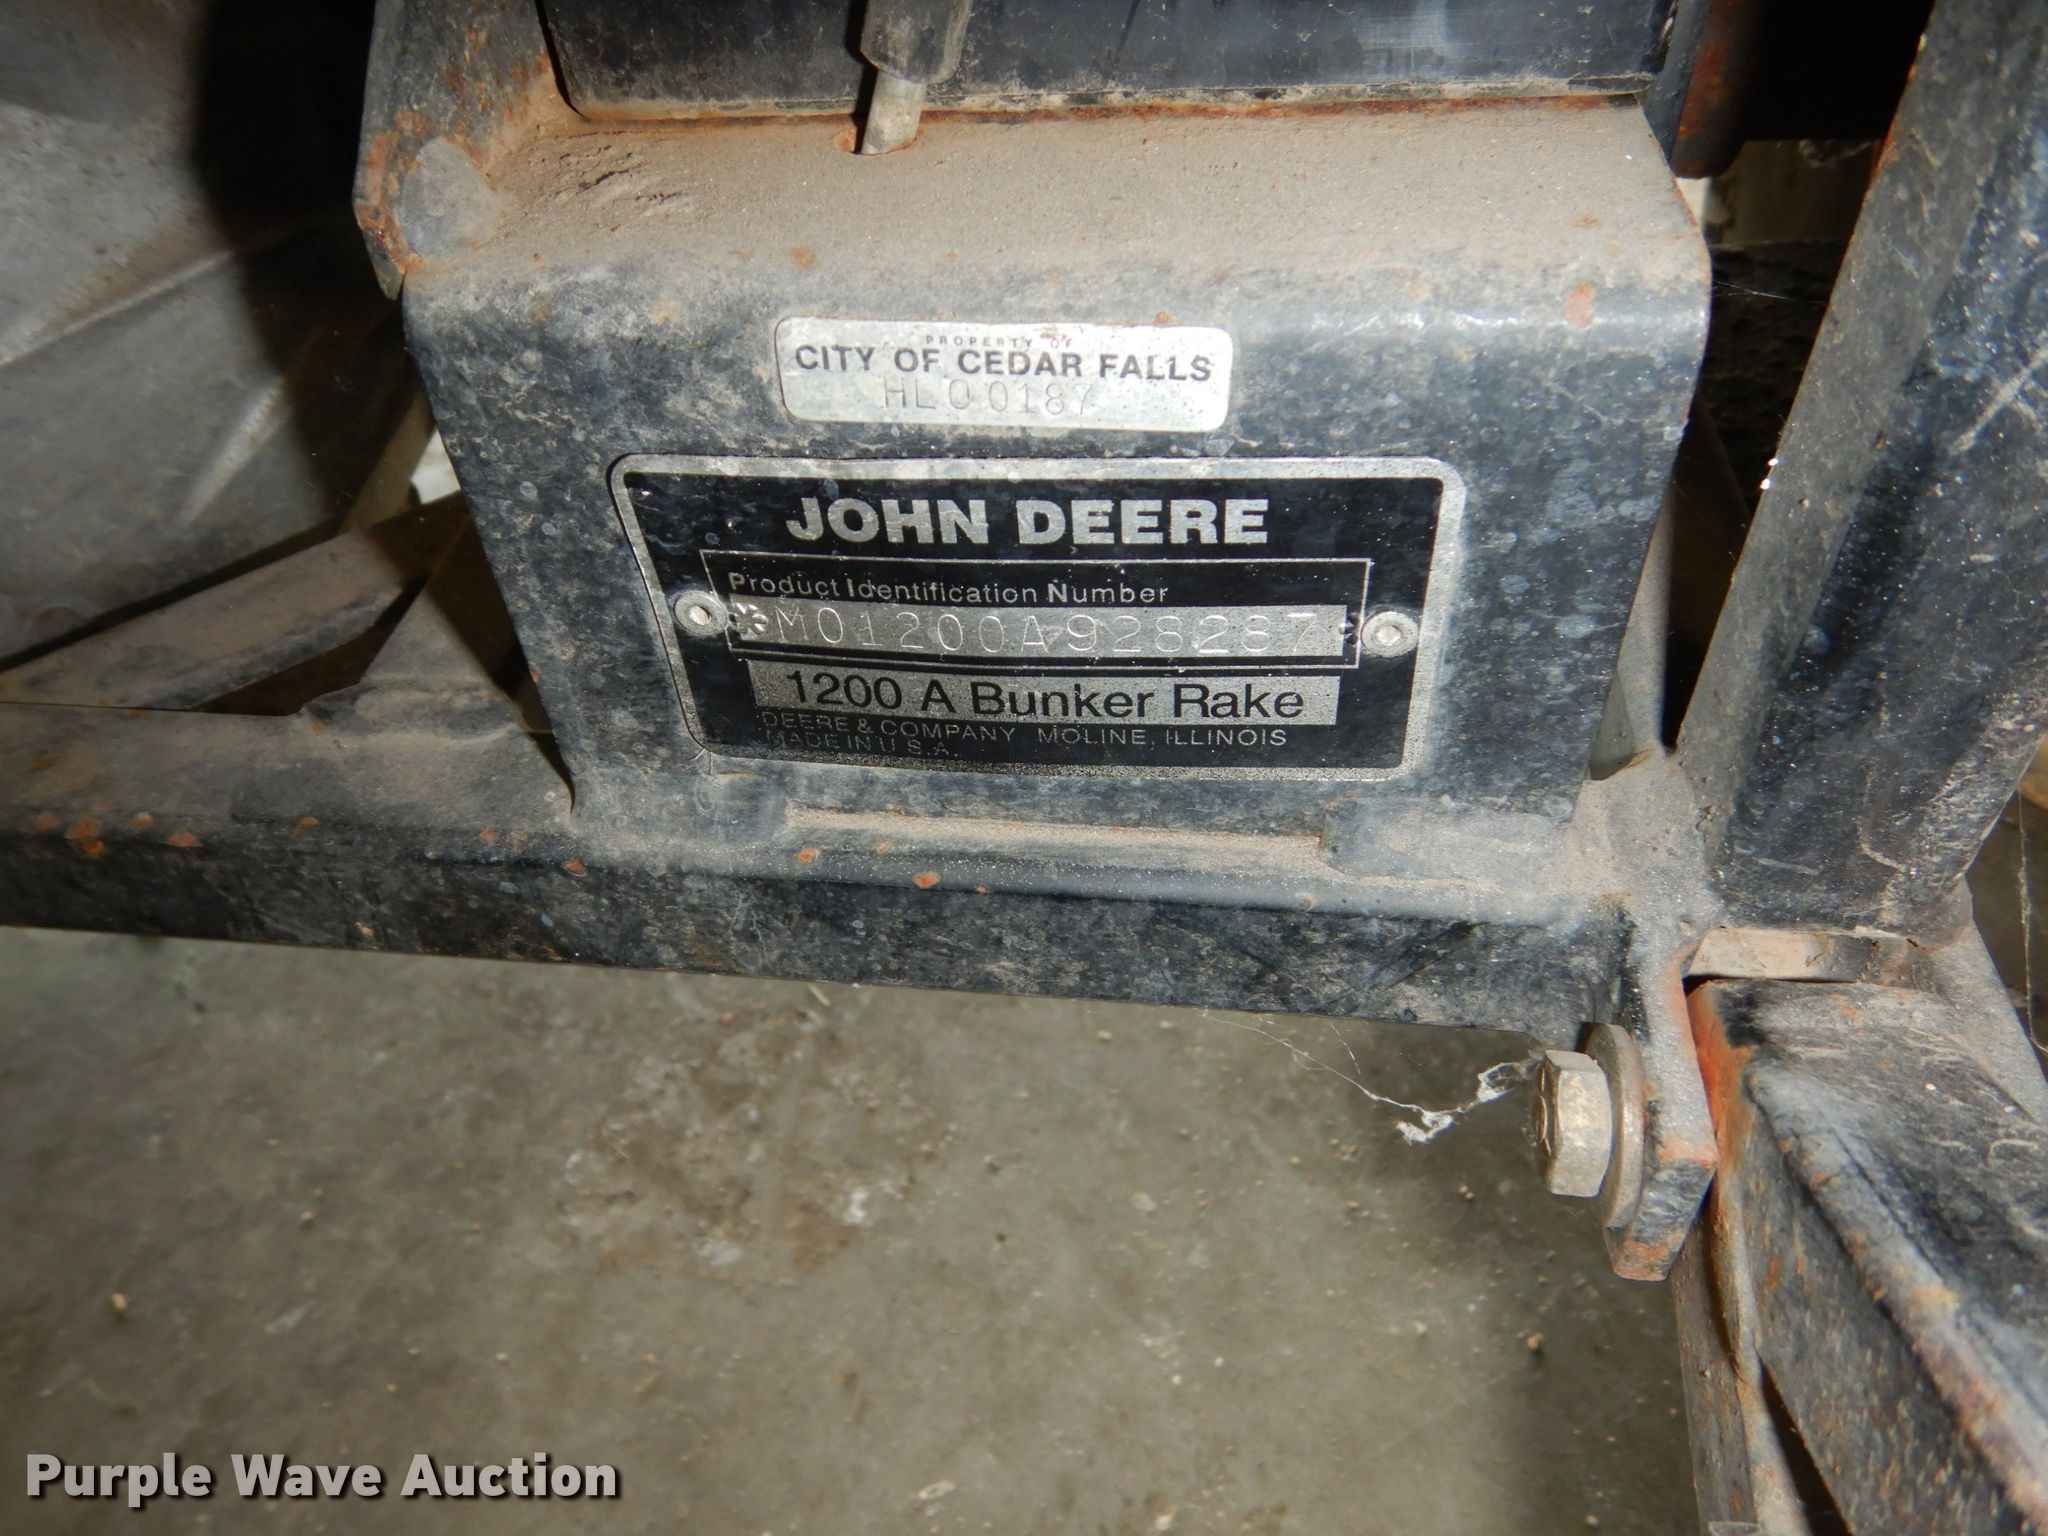 PROPERTY OF
CITY OF CEDAR FALLS
HL00187
JOHN DEERE
Product Identification Number
M01200A928287
1200 A Bunker Rake
DEERE & COMPANY MOLINE, ILLINOIS
MADE IN U.S.A.
Purple Wave Auction